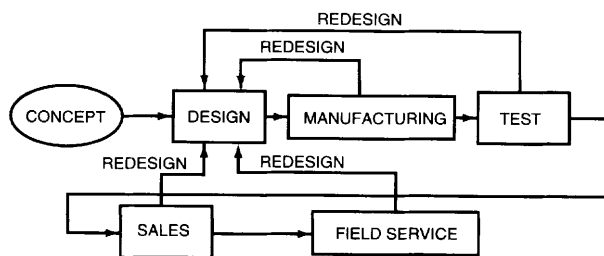 REDESIGN
REDESIGN
CONCEPT
DESIGN
MANUFACTURING
TEST
REDESIGN
REDESIGN
SALES
FIELD SERVICE